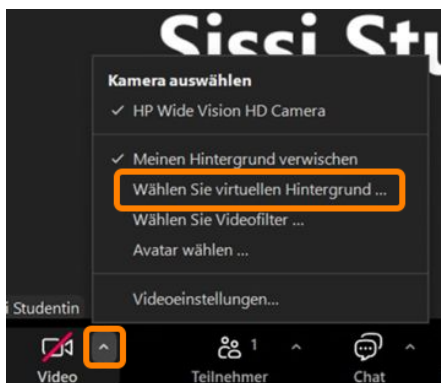 Sissi Stu
Kamera auswählen
✓ HP Wide Vision HD Camera
✓ Meinen Hintergrund verwischen
Wählen Sie virtuellen Hintergrund ...
Wählen Sie Videofilter ...
Avatar wählen ...
Videoeinstellungen...
i Studentin
1
Video
Teilnehmer
Chat